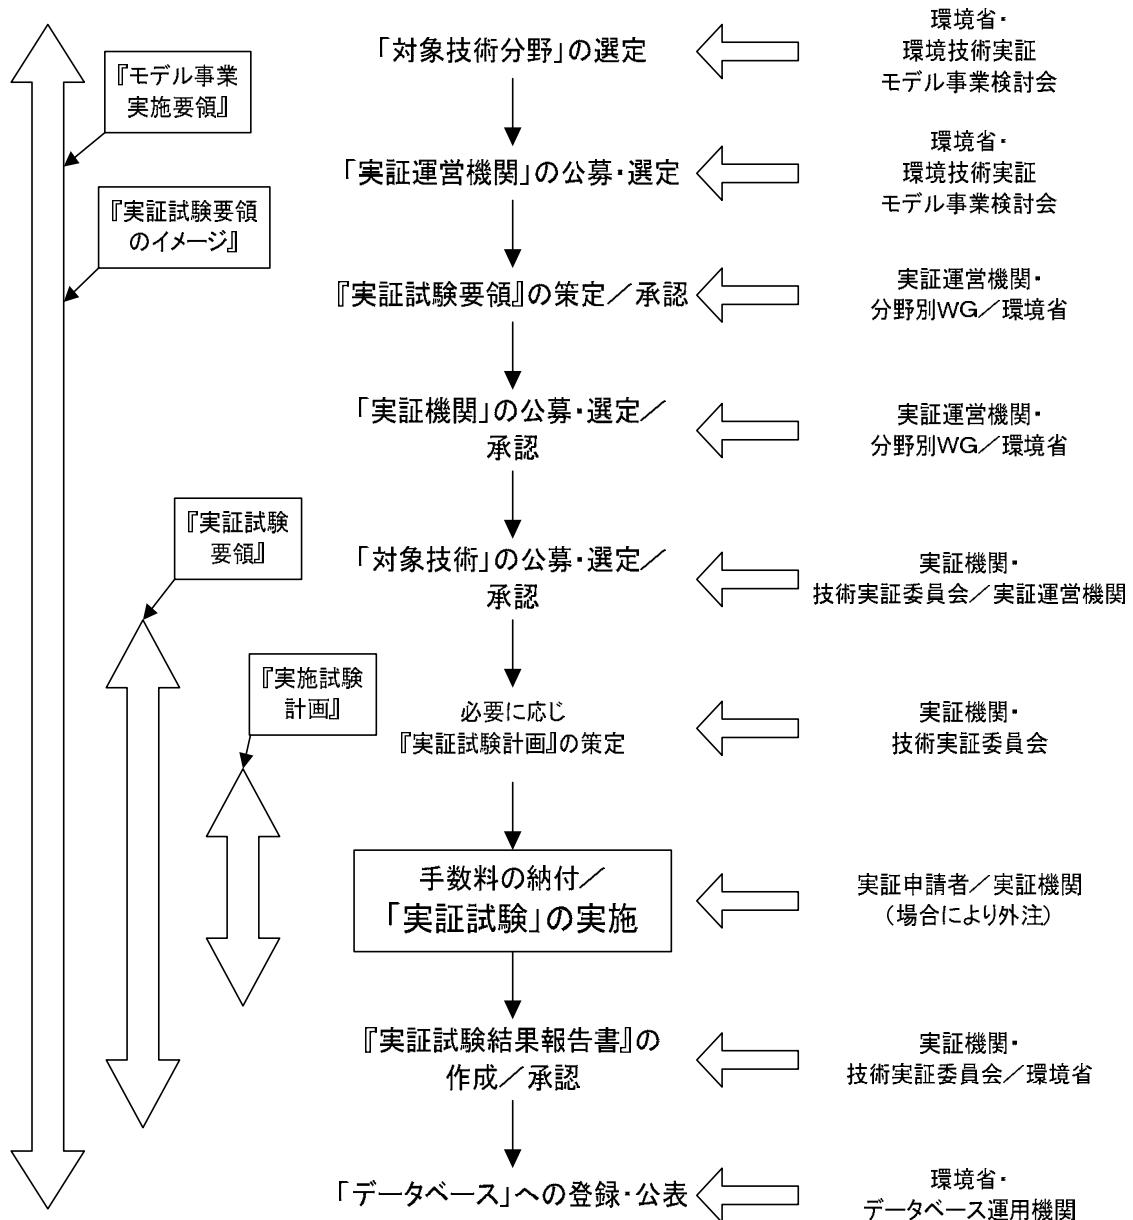 「対象技術分野」の選定
環境省・
環境技術実証
モデル事業検討会
『モデル事業
実施要領』
「実証運営機関」の公募・選定
環境省・
環境技術実証
モデル事業検討会
『実証試験要領
のイメージ』
『実証試験要領』の策定／承認
実証運営機関・
分野別WG／環境省
「実証機関」の公募・選定／
承認
実証運営機関・
分野別WG／環境省
『実証試験
要領』
「対象技術」の公募・選定／
承認
実証機関・
技術実証委員会／実証運営機関
『実施試験
計画』
必要に応じ
『実証試験計画』の策定
実証機関・
技術実証委員会
手数料の納付／
「実証試験」の実施
実証申請者／実証機関
（場合により外注）
『実証試験結果報告書』の
作成／承認
実証機関・
技術実証委員会／環境省
「データベース」への登録・公表
環境省・
データベース運用機関